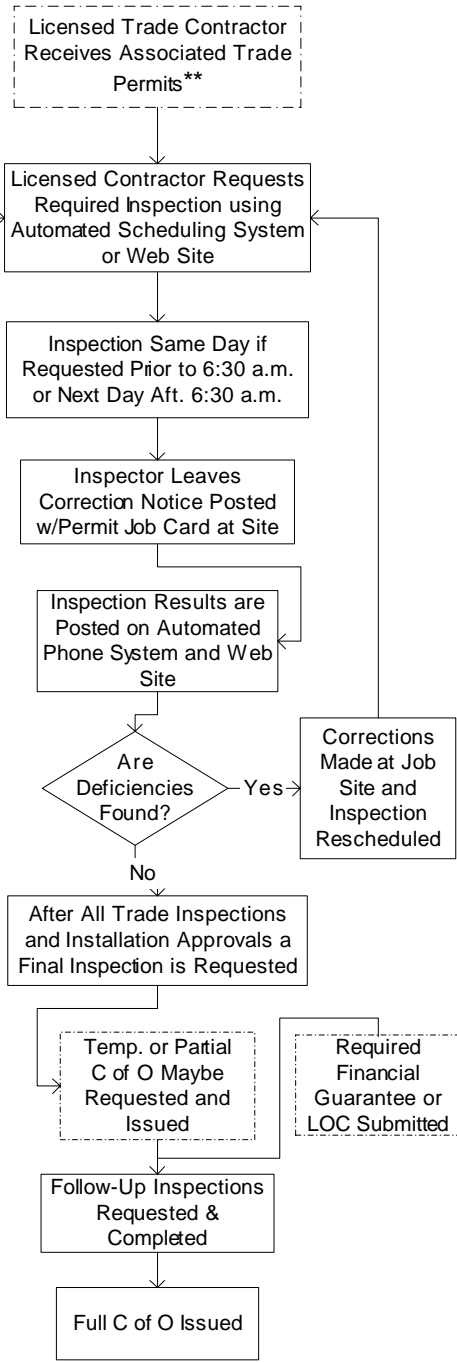 Licensed Trade Contractor
Receives Associated Trade
Permits**
Licensed Contractor Requests
Required Inspection using
Automated Scheduling System
or Web Site
Inspection Same Day if
Requested Prior to 6:30 a.m.
or Next Day Aft. 6:30 a.m.
Inspector Leaves
Correction Notice Posted
w/Permit Job Card at Site
Inspection Results are
Posted on Automated
Phone System and Web
Site
Are
Deficiencies
Found?
Yes
Corrections
Made at Job
Site and
Inspection
Rescheduled
No
After All Trade Inspections
and Installation Approvals a
Final Inspection is Requested
Temp. or Partial
C of O Maybe
Requested and
Issued
Required
Financial
Guarantee or
LOC Submitted
Follow-Up Inspections
Requested &
Completed
Full C of O Issued